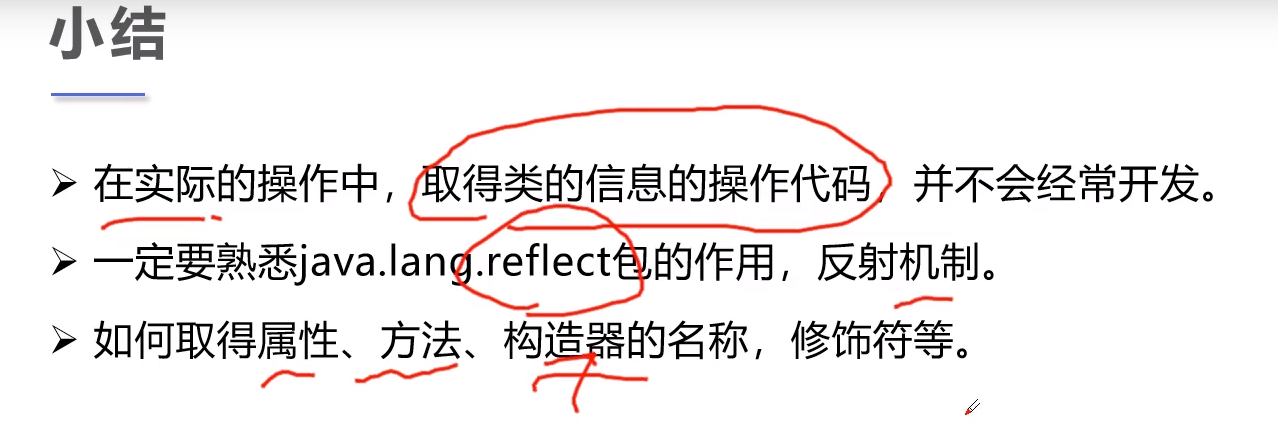 小结
➢ 在实际的操作中，取得类的信息的操作代码，并不会经常开发。
➢ 一定要熟悉java.lang.reflect包的作用，反射机制。
➢ 如何取得属性、方法、构造器的名称，修饰符等。